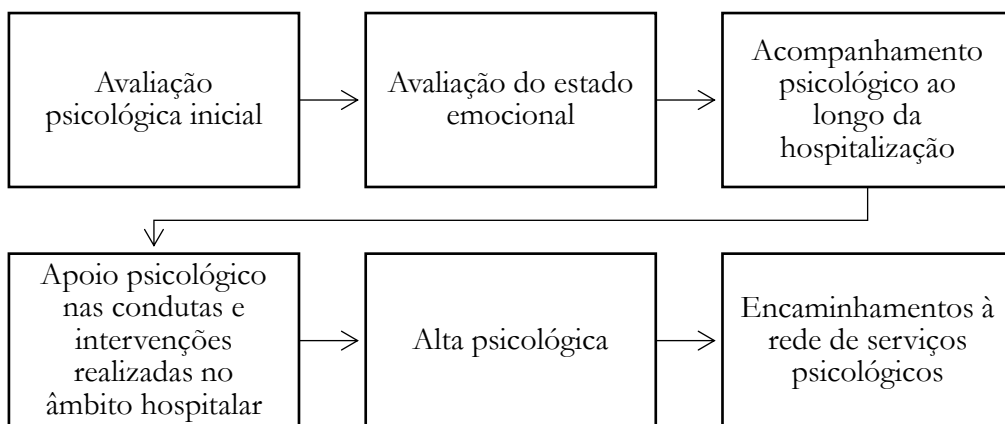 Avaliação
psicológica inicial
Avaliação do estado
emocional
Acompanhamento
psicológico ao
longo da
hospitalização
Apoio psicológico
nas condutas e
intervenções
realizadas no
âmbito hospitalar
Alta psicológica
Encaminhamentos à
rede de serviços
psicológicos